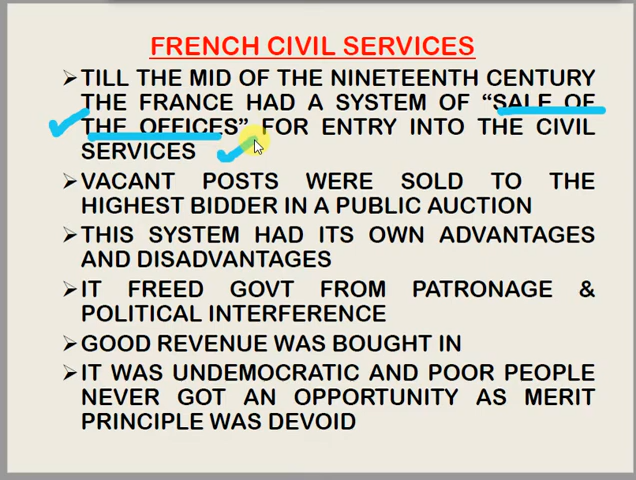 FRENCH CIVIL SERVICES
➢TILL THE MID OF THE NINETEENTH CENTURY
THE FRANCE HAD A SYSTEM OF “SALE OF
THE OFFICES” FOR ENTRY INTO THE CIVIL
SERVICES
➢VACANT POSTS WERE SOLD TO THE
HIGHEST BIDDER IN A PUBLIC AUCTION
➢THIS SYSTEM HAD ITS OWN ADVANTAGES
AND DISADVANTAGES
➢IT FREED GOVT FROM PATRONAGE &
POLITICAL INTERFERENCE
➢GOOD REVENUE WAS BOUGHT IN
➢IT WAS UNDEMOCRATIC AND POOR PEOPLE
NEVER GOT AN OPPORTUNITY AS MERIT
PRINCIPLE WAS DEVOID